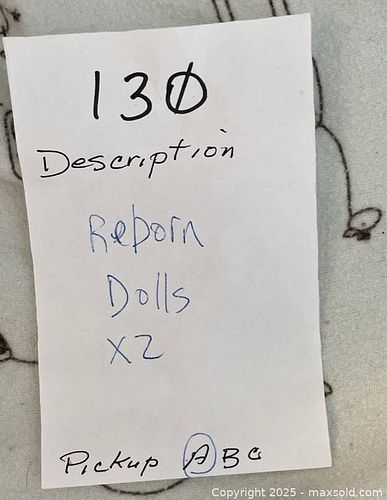 130
Description
Reborn
Dolls
X2
Pickup A B C
Copyright 2025 - maxsold.com